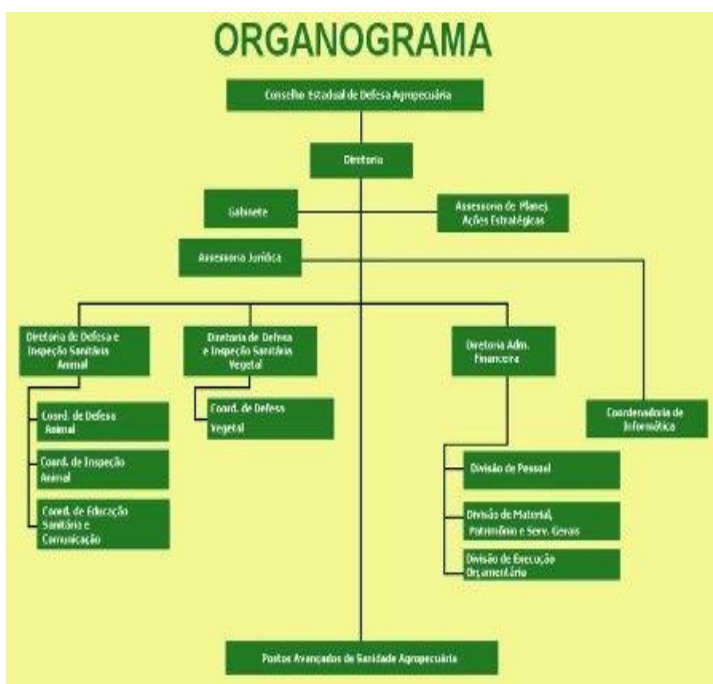 ORGANOGRAMA
Conselho Estadual de Defesa Agropecuária
Diretoria
Gabinete
Assessoria de Planej.
Ações Estratégicas
Assessoria Jurídica
Diretoria de Defesa e
Inspeção Sanitária
Animal
Diretoria de Defesa
e Inspeção Sanitária
Vegetal
Diretoria Adm.
Financeira
Coordenadoria de
Informática
Coord. de Defesa
Animal
Coord. de Inspeção
Animal
Coord. de Educação
Sanitária e
Comunicação
Coord. de Defesa
Vegetal
Divisão de Pessoal
Divisão de Material,
Patrimônio e Serv. Gerais
Divisão de Execução
Orçamentário
Postos Avançados de Sanidade Agropecuária